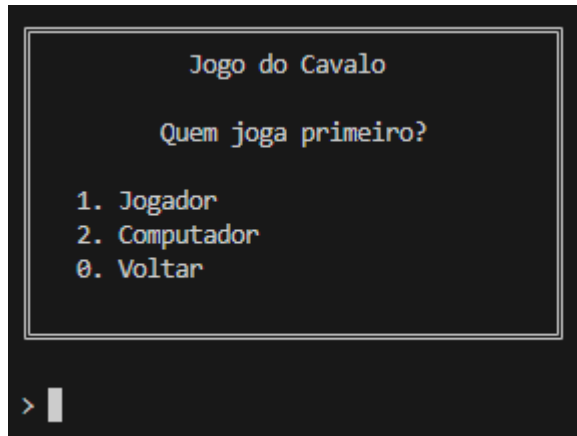 Jogo do Cavalo
Quem joga primeiro?
1. Jogador
2. Computador
0. Voltar
>